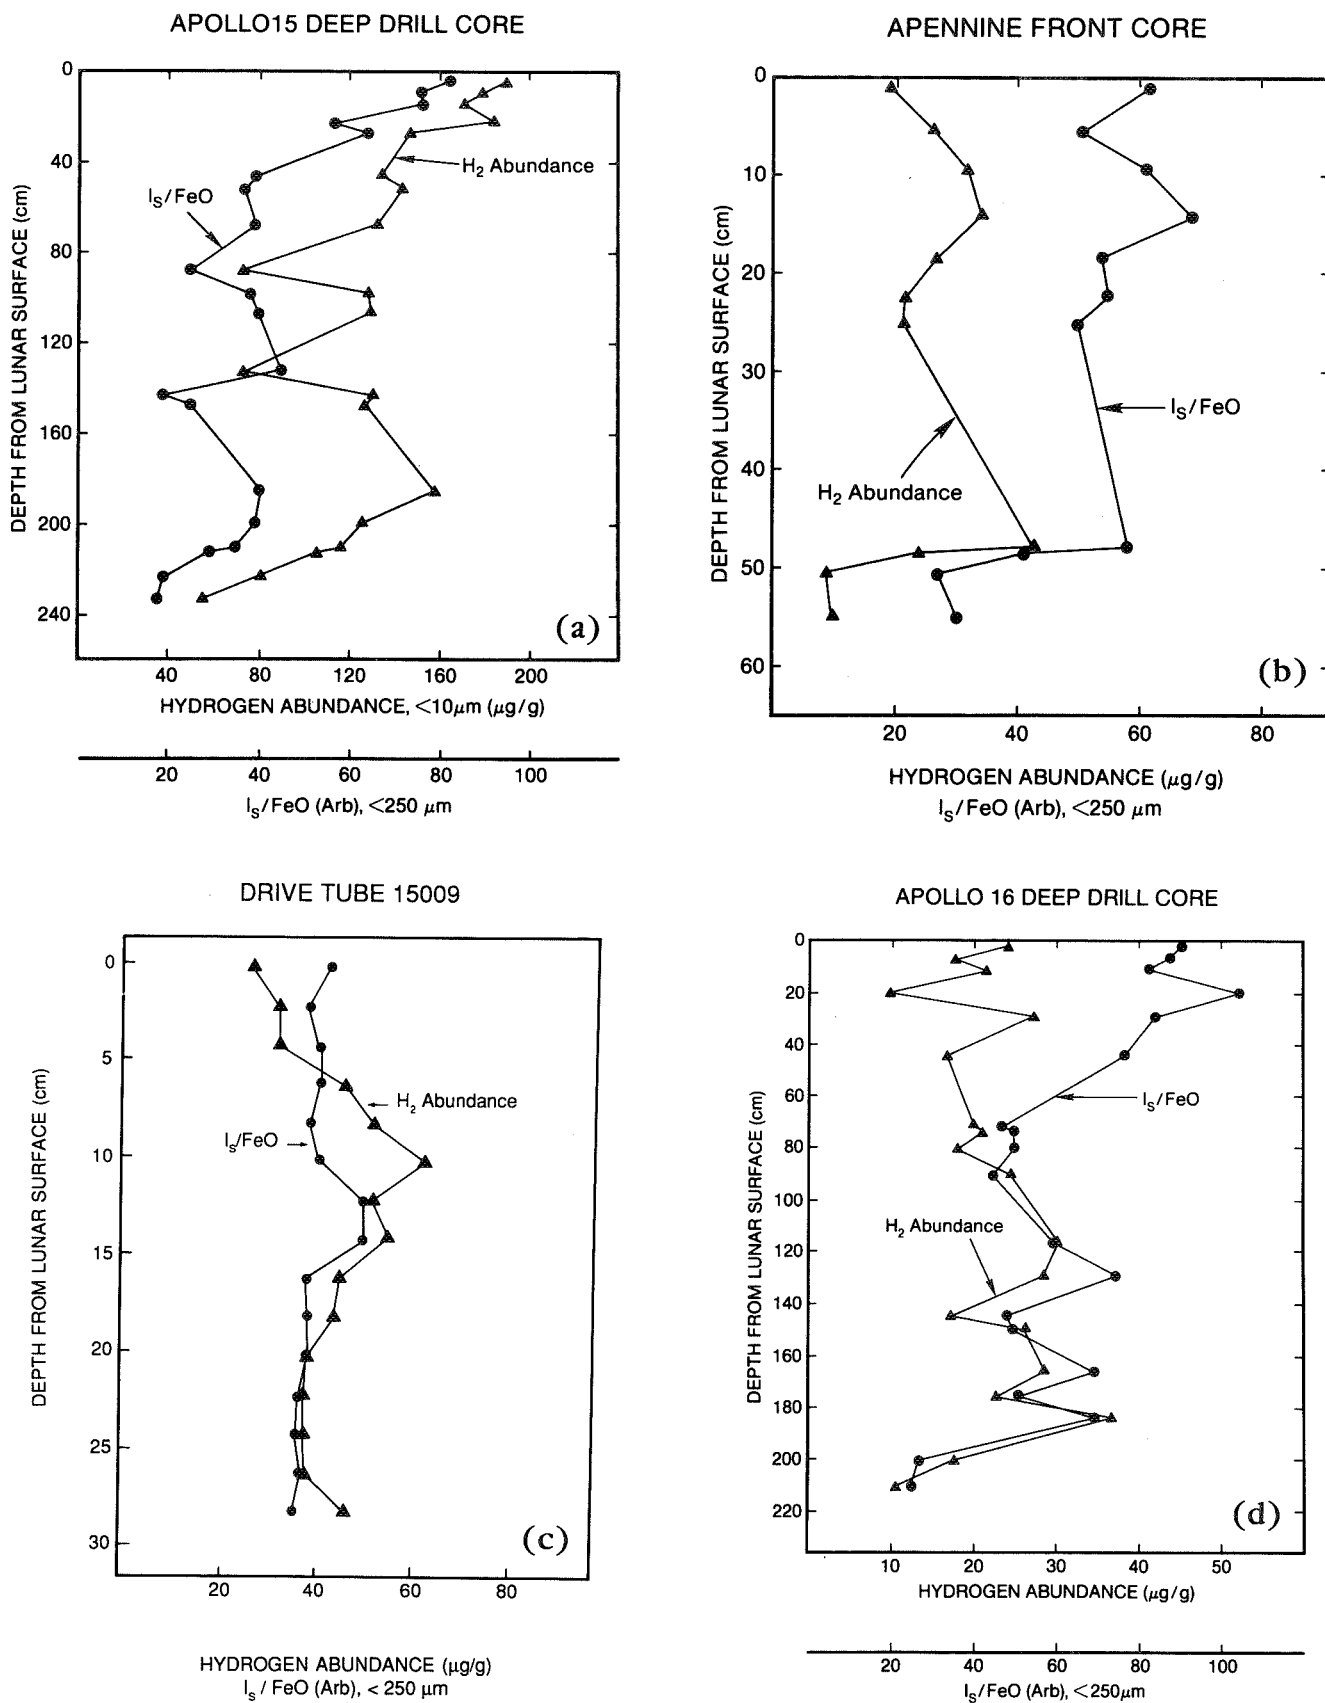 APOLLO15 DEEP DRILL CORE
0
40
80
120
160
200
240
DEPTH FROM LUNAR SURFACE (cm)
H2 Abundance
Is/FeO
(a)
40 80 120 160 200
HYDROGEN ABUNDANCE, <10μm (μg/g)
20 40 60 80 100
Is/FeO (Arb), <250 μm
APENNINE FRONT CORE
0
10
20
30
40
50
60
DEPTH FROM LUNAR SURFACE (cm)
Is/FeO
H2 Abundance
(b)
20 40 60 80
HYDROGEN ABUNDANCE (μg/g)
Is/FeO (Arb), <250 μm
DRIVE TUBE 15009
0
5
10
15
20
25
30
DEPTH FROM LUNAR SURFACE (cm)
H2 Abundance
Is/FeO
(c)
20 40 60 80
HYDROGEN ABUNDANCE (μg/g)
Is / FeO (Arb), < 250 μm
APOLLO 16 DEEP DRILL CORE
0
20
40
60
80
100
120
140
160
180
200
220
DEPTH FROM LUNAR SURFACE (cm)
Is/FeO
H2 Abundance
(d)
10 20 30 40 50
HYDROGEN ABUNDANCE (μg/g)
20 40 60 80 100
Is/FeO (Arb), <250μm